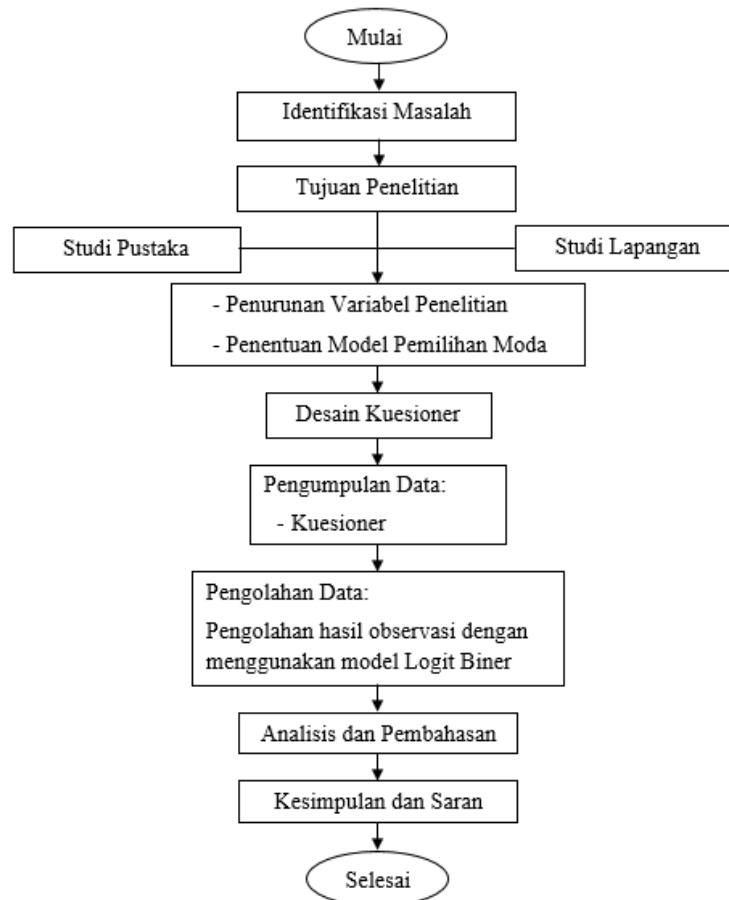 Mulai
Identifikasi Masalah
Tujuan Penelitian
Studi Pustaka
Studi Lapangan
- Penurunan Variabel Penelitian
- Penentuan Model Pemilihan Moda
Desain Kuesioner
Pengumpulan Data:
- Kuesioner
Pengolahan Data:
Pengolahan hasil observasi dengan
menggunakan model Logit Biner
Analisis dan Pembahasan
Kesimpulan dan Saran
Selesai